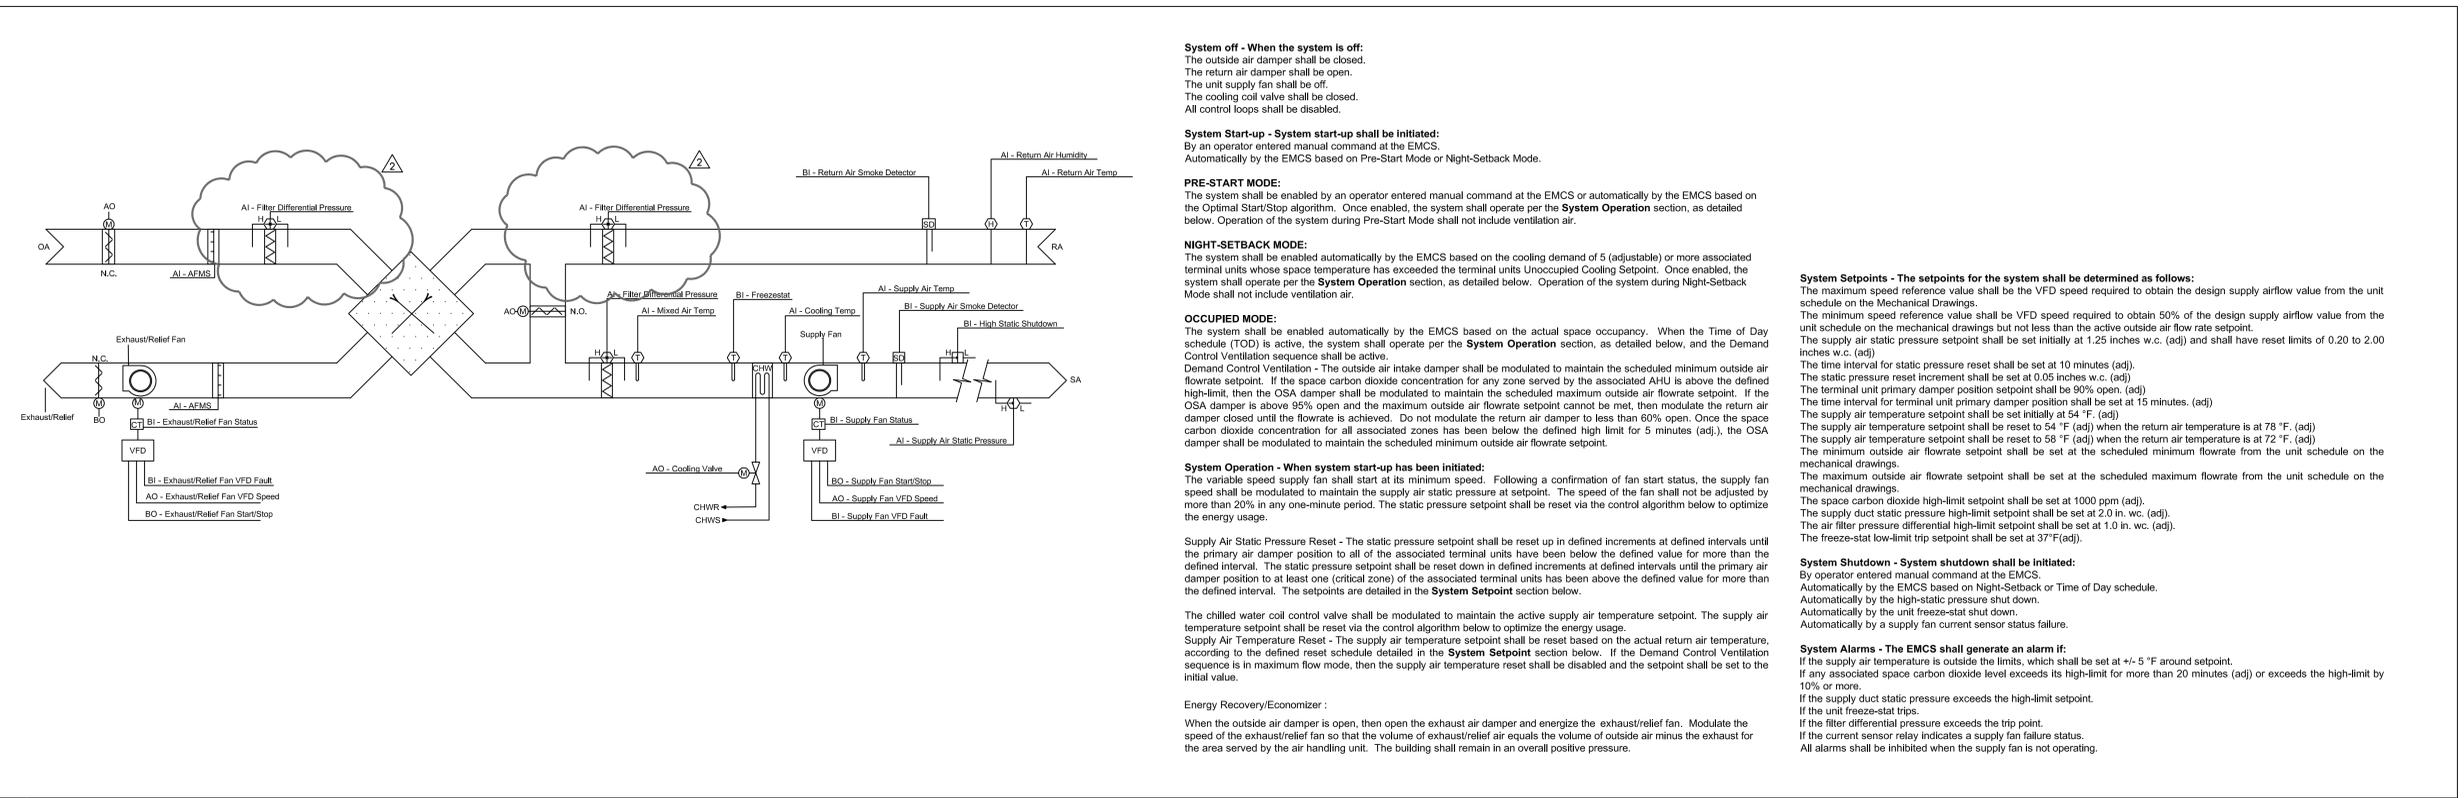 2
2
AI - Return Air Humidity
BI - Return Air Smoke Detector
AI - Return Air Temp
AO
M
AI - Filter Differential Pressure
H L
AI - Filter Differential Pressure
H L
SD
H
T
OA
RA
N.C.
AI - AFMS
AI - Filter Differential Pressure
BI - Freezestat
AI - Supply Air Temp
AO
M
N.O.
AI - Mixed Air Temp
AI - Cooling Temp
BI - Supply Air Smoke Detector
Supply Fan
BI - High Static Shutdown
Exhaust/Relief Fan
N.C.
H L
T
T
T
T
SD
H L
CHW
SA
Exhaust/Relief
M
BO
M
AI - AFMS
M
H L
CT
BI - Exhaust/Relief Fan Status
CT
BI - Supply Fan Status
AI - Supply Air Static Pressure
VFD
VFD
AO - Cooling Valve
M
BI - Exhaust/Relief Fan VFD Fault
AO - Exhaust/Relief Fan VFD Speed
BO - Exhaust/Relief Fan Start/Stop
BO - Supply Fan Start/Stop
AO - Supply Fan VFD Speed
BI - Supply Fan VFD Fault
CHWR
CHWS
System off - When the system is off:
The outside air damper shall be closed.
The return air damper shall be open.
The unit supply fan shall be off.
The cooling coil valve shall be closed.
All control loops shall be disabled.
System Start-up - System start-up shall be initiated:
By an operator entered manual command at the EMCS.
Automatically by the EMCS based on Pre-Start Mode or Night-Setback Mode.
PRE-START MODE:
The system shall be enabled by an operator entered manual command at the EMCS or automatically by the EMCS based on
the Optimal Start/Stop algorithm. Once enabled, the system shall operate per the System Operation section, as detailed
below. Operation of the system during Pre-Start Mode shall not include ventilation air.
NIGHT-SETBACK MODE:
The system shall be enabled automatically by the EMCS based on the cooling demand of 5 (adjustable) or more associated
terminal units whose space temperature has exceeded the terminal units Unoccupied Cooling Setpoint. Once enabled, the
system shall operate per the System Operation section, as detailed below. Operation of the system during Night-Setback
Mode shall not include ventilation air.
OCCUPIED MODE:
The system shall be enabled automatically by the EMCS based on the actual space occupancy. When the Time of Day
schedule (TOD) is active, the system shall operate per the System Operation section, as detailed below, and the Demand
Control Ventilation sequence shall be active.
Demand Control Ventilation - The outside air intake damper shall be modulated to maintain the scheduled minimum outside air
flowrate setpoint. If the space carbon dioxide concentration for any zone served by the associated AHU is above the defined
high-limit, then the OSA damper shall be modulated to maintain the scheduled maximum outside air flowrate setpoint. If the
OSA damper is above 95% open and the maximum outside air flowrate setpoint cannot be met, then modulate the return air
damper closed until the flowrate is achieved. Do not modulate the return air damper to less than 60% open. Once the space
carbon dioxide concentration for all associated zones has been below the defined high limit for 5 minutes (adj.), the OSA
damper shall be modulated to maintain the scheduled minimum outside air flowrate setpoint.
System Operation - When system start-up has been initiated:
The variable speed supply fan shall start at its minimum speed. Following a confirmation of fan start status, the supply fan
speed shall be modulated to maintain the supply air static pressure at setpoint. The speed of the fan shall not be adjusted by
more than 20% in any one-minute period. The static pressure setpoint shall be reset via the control algorithm below to optimize
the energy usage.
Supply Air Static Pressure Reset - The static pressure setpoint shall be reset up in defined increments at defined intervals until
the primary air damper position to all of the associated terminal units have been below the defined value for more than the
defined interval. The static pressure setpoint shall be reset down in defined increments at defined intervals until the primary air
damper position to at least one (critical zone) of the associated terminal units has been above the defined value for more than
the defined interval. The setpoints are detailed in the System Setpoint section below.
The chilled water coil control valve shall be modulated to maintain the active supply air temperature setpoint. The supply air
temperature setpoint shall be reset via the control algorithm below to optimize the energy usage.
Supply Air Temperature Reset - The supply air temperature setpoint shall be reset based on the actual return air temperature,
according to the defined reset schedule detailed in the System Setpoint section below. If the Demand Control Ventilation
sequence is in maximum flow mode, then the supply air temperature reset shall be disabled and the setpoint shall be set to the
initial value.
Energy Recovery/Economizer :
When the outside air damper is open, then open the exhaust air damper and energize the exhaust/relief fan. Modulate the
speed of the exhaust/relief fan so that the volume of exhaust/relief air equals the volume of outside air minus the exhaust for
the area served by the air handling unit. The building shall remain in an overall positive pressure.
System Setpoints - The setpoints for the system shall be determined as follows:
The maximum speed reference value shall be the VFD speed required to obtain the design supply airflow value from the unit
schedule on the Mechanical Drawings.
The minimum speed reference value shall be VFD speed required to obtain 50% of the design supply airflow value from the
unit schedule on the mechanical drawings but not less than the active outside air flow rate setpoint.
The supply air static pressure setpoint shall be set initially at 1.25 inches w.c. (adj) and shall have reset limits of 0.20 to 2.00
inches w.c. (adj)
The time interval for static pressure reset shall be set at 10 minutes (adj).
The static pressure reset increment shall be set at 0.05 inches w.c. (adj)
The terminal unit primary damper position setpoint shall be 90% open. (adj)
The time interval for terminal unit primary damper position shall be set at 15 minutes. (adj)
The supply air temperature setpoint shall be set initially at 54 °F. (adj)
The supply air temperature setpoint shall be reset to 54 °F (adj) when the return air temperature is at 78 °F. (adj)
The supply air temperature setpoint shall be reset to 58 °F (adj) when the return air temperature is at 72 °F. (adj)
The minimum outside air flowrate setpoint shall be set at the scheduled minimum flowrate from the unit schedule on the
mechanical drawings.
The maximum outside air flowrate setpoint shall be set at the scheduled maximum flowrate from the unit schedule on the
mechanical drawings.
The space carbon dioxide high-limit setpoint shall be set at 1000 ppm (adj).
The supply duct static pressure high-limit setpoint shall be set at 2.0 in. wc. (adj).
The air filter pressure differential high-limit setpoint shall be set at 1.0 in. wc. (adj).
The freeze-stat low-limit trip setpoint shall be set at 37°F(adj).
System Shutdown - System shutdown shall be initiated:
By operator entered manual command at the EMCS.
Automatically by the EMCS based on Night-Setback or Time of Day schedule.
Automatically by the high-static pressure shut down.
Automatically by the unit freeze-stat shut down.
Automatically by a supply fan current sensor status failure.
System Alarms - The EMCS shall generate an alarm if:
If the supply air temperature is outside the limits, which shall be set at +/- 5 °F around setpoint.
If any associated space carbon dioxide level exceeds its high-limit for more than 20 minutes (adj) or exceeds the high-limit by
10% or more.
If the supply duct static pressure exceeds the high-limit setpoint.
If the unit freeze-stat trips.
If the filter differential pressure exceeds the trip point.
If the current sensor relay indicates a supply fan failure status.
All alarms shall be inhibited when the supply fan is not operating.